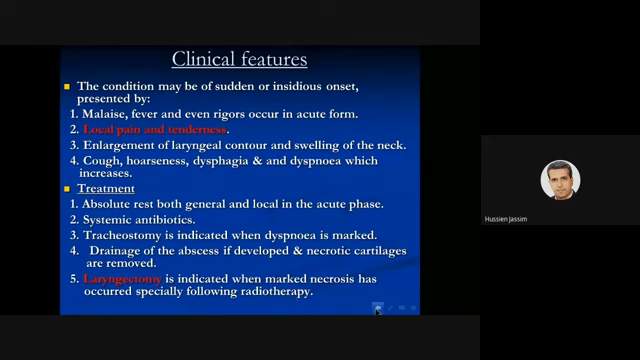 Clinical features
The condition may be of sudden or insidious onset,
presented by:
1. Malaise, fever and even rigors occur in acute form.
2. Local pain and tenderness.
3. Enlargement of laryngeal contour and swelling of the neck.
4. Cough, hoarseness, dysphagia & and dyspnoea which
increases.
Treatment
1. Absolute rest both general and local in the acute phase.
2. Systemic antibiotics.
3. Tracheostomy is indicated when dyspnoea is marked.
4. Drainage of the abscess if developed & necrotic cartilages
are removed.
5. Laryngectomy is indicated when marked necrosis has
occurred specially following radiotherapy.
Hussien Jassim